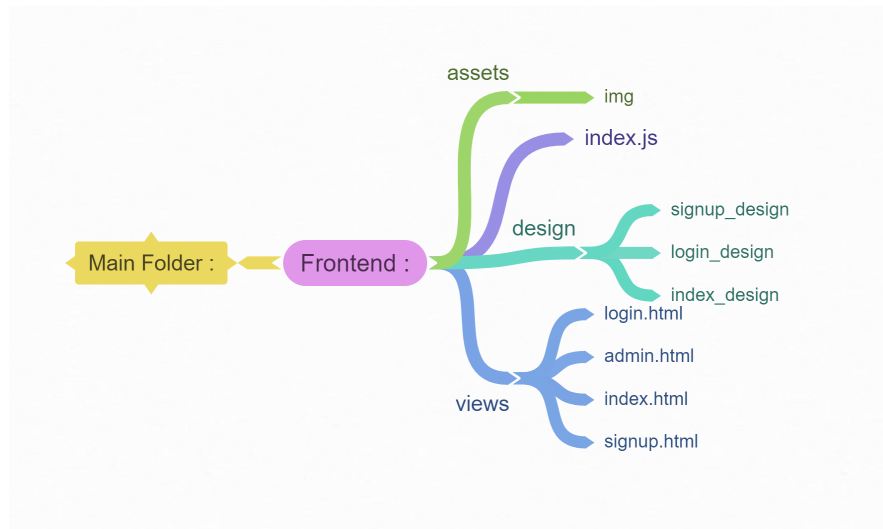 assets
img
index.js
design
signup_design
login_design
index_design
Main Folder :
Frontend :
login.html
admin.html
index.html
signup.html
views